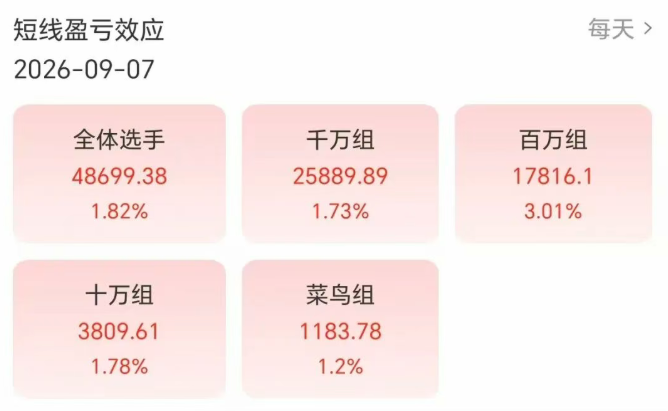 短线盈亏效应
每天 >
2026-09-07
全体选手
48699.38
1.82%
千万组
25889.89
1.73%
百万组
17816.1
3.01%
十万组
3809.61
1.78%
菜鸟组
1183.78
1.2%